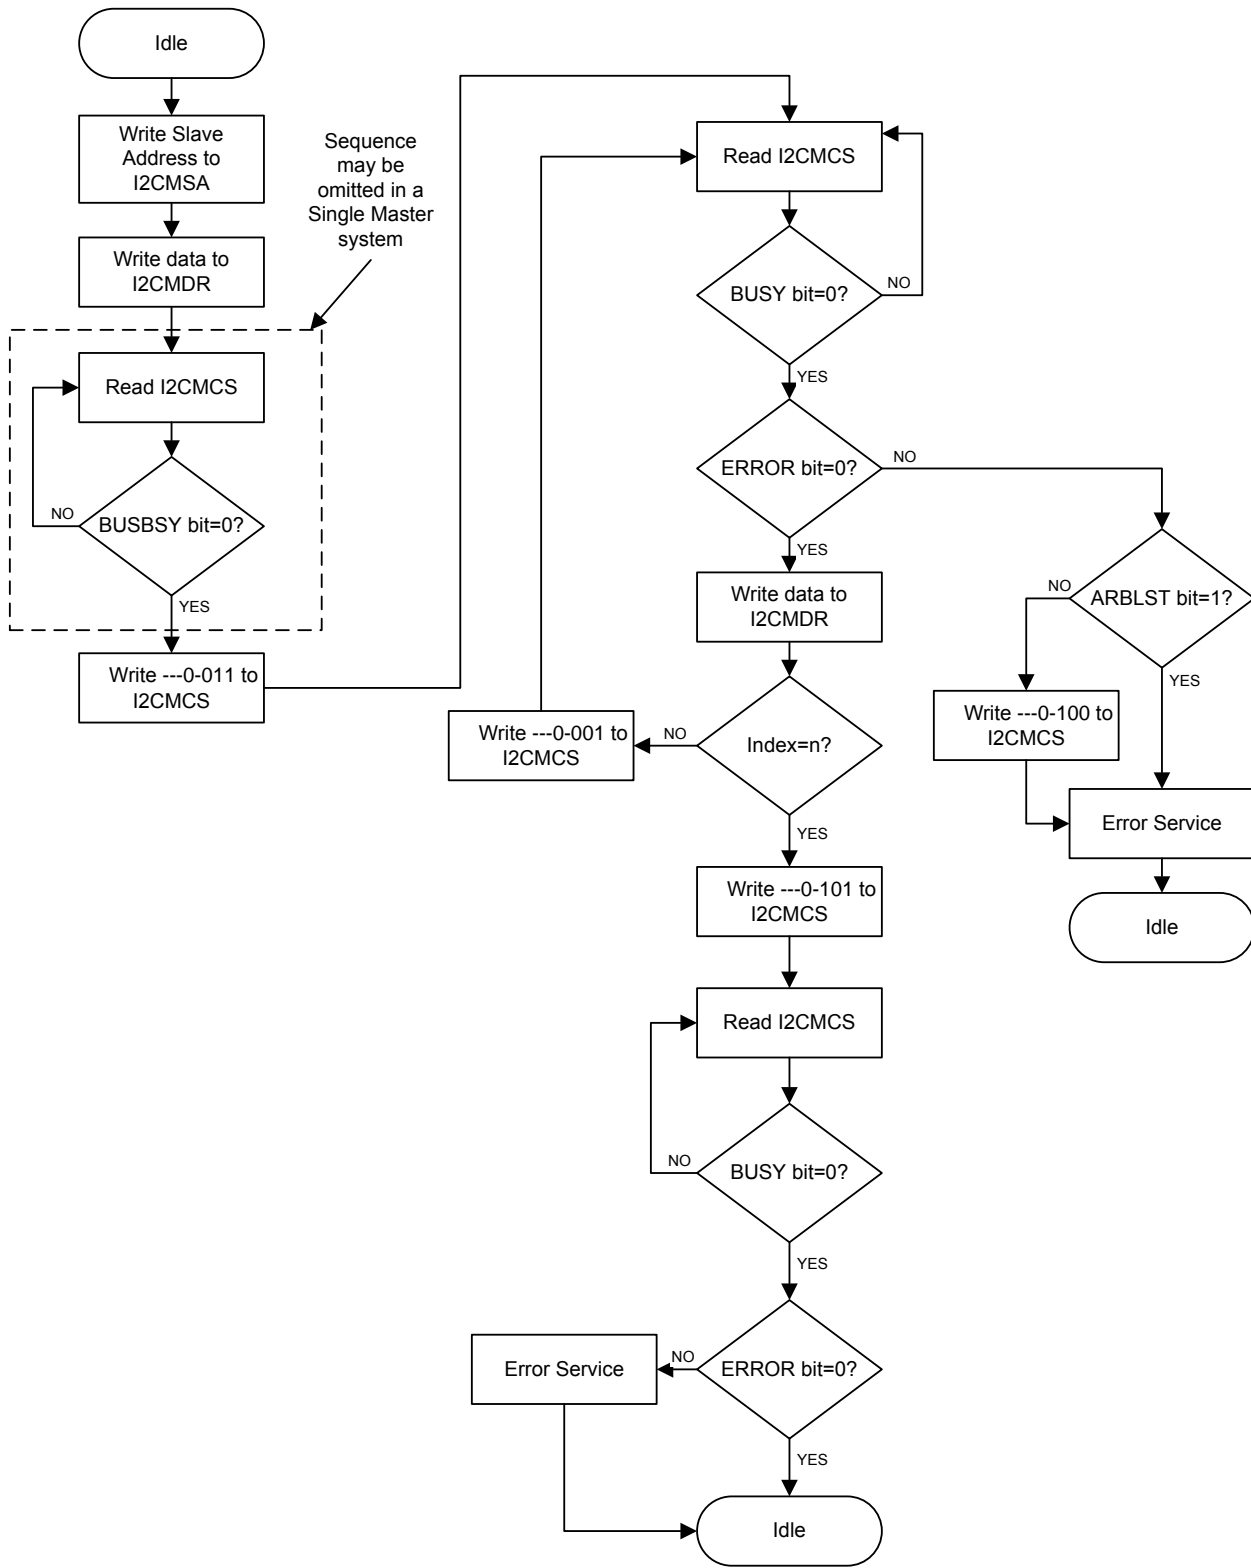 Idle
Write Slave
Address to
I2CMSA
Write data to
I2CMDR
Sequence
may be
omitted in a
Single Master
system
Read I2CMCS
BUSBSY bit=0?
NO
YES
Write ---0-011 to
I2CMCS
Read I2CMCS
BUSY bit=0?
NO
YES
ERROR bit=0?
NO
YES
Write data to
I2CMDR
Index=n?
NO
Write ---0-001 to
I2CMCS
YES
ARBLST bit=1?
NO
YES
Write ---0-100 to
I2CMCS
Error Service
Idle
Write ---0-101 to
I2CMCS
Read I2CMCS
BUSY bit=0?
NO
YES
ERROR bit=0?
NO
Error Service
YES
Idle